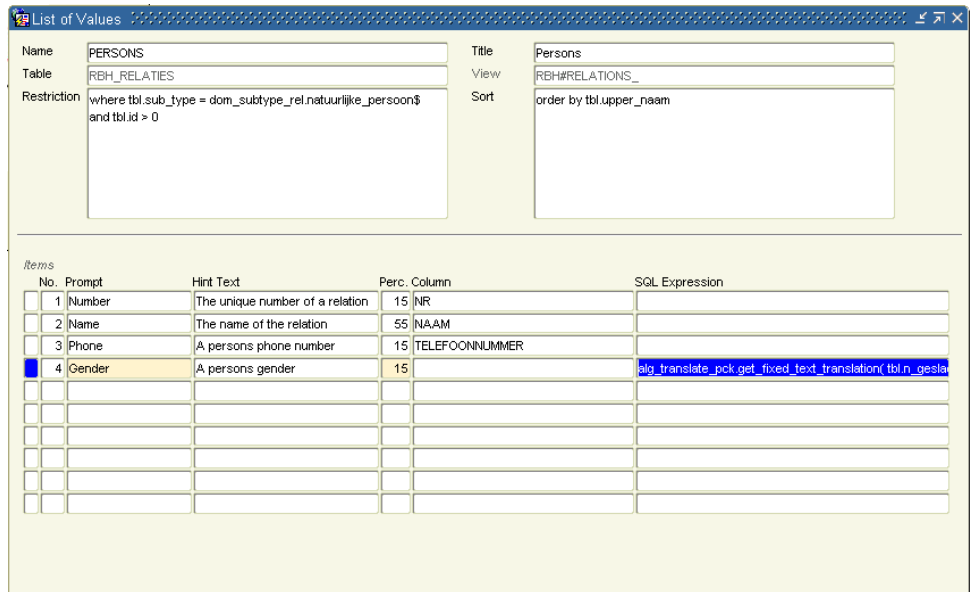 List of Values
Name PERSONS Title Persons
Table RBH_RELATIES View RBH#RELATIONS_
Restriction where tbl.sub_type = dom_subtype_rel.natuurlijke_persoon$ Sort order by tbl.upper_naam
and tbl.id > 0
Items
No. Prompt Hint Text Perc. Column SQL Expression
1 Number The unique number of a relation 15 NR
2 Name The name of the relation 55 NAAM
3 Phone A persons phone number 15 TELEFOONNUMMER
4 Gender A persons gender 15 alg_translate_pck.get_fixed_text_translation( tbl.n_gesla